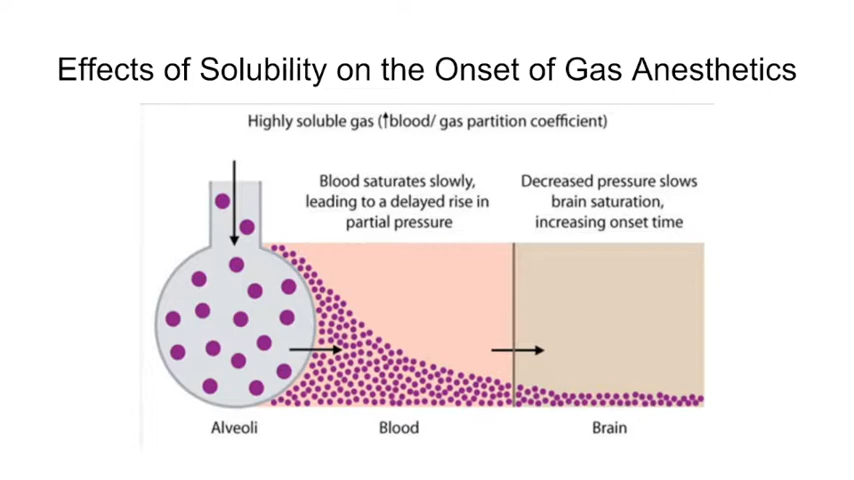 Effects of Solubility on the Onset of Gas Anesthetics
Highly soluble gas (↑blood/ gas partition coefficient)
Blood saturates slowly,
leading to a delayed rise in
partial pressure
Decreased pressure slows
brain saturation,
increasing onset time
Alveoli
Blood
Brain